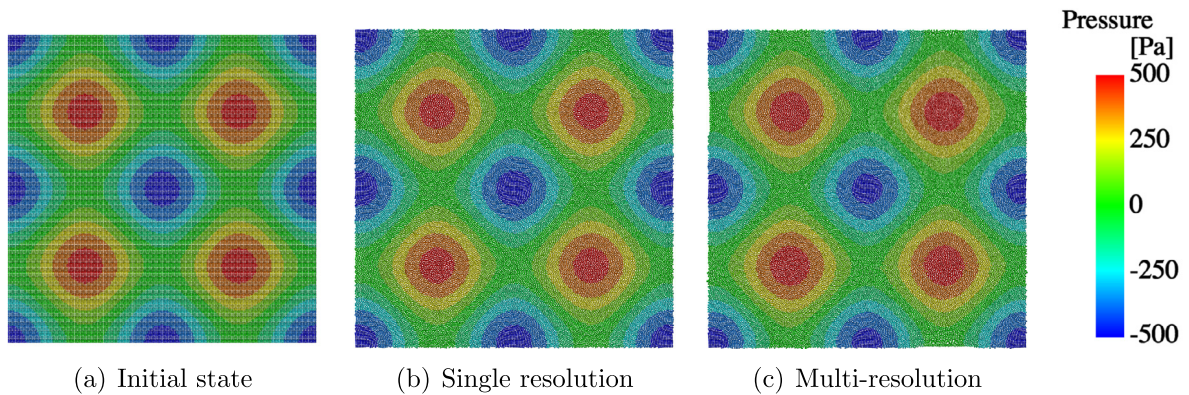 Pressure
[Pa]
500
250
0
-250
-500
(a) Initial state
(b) Single resolution
(c) Multi-resolution